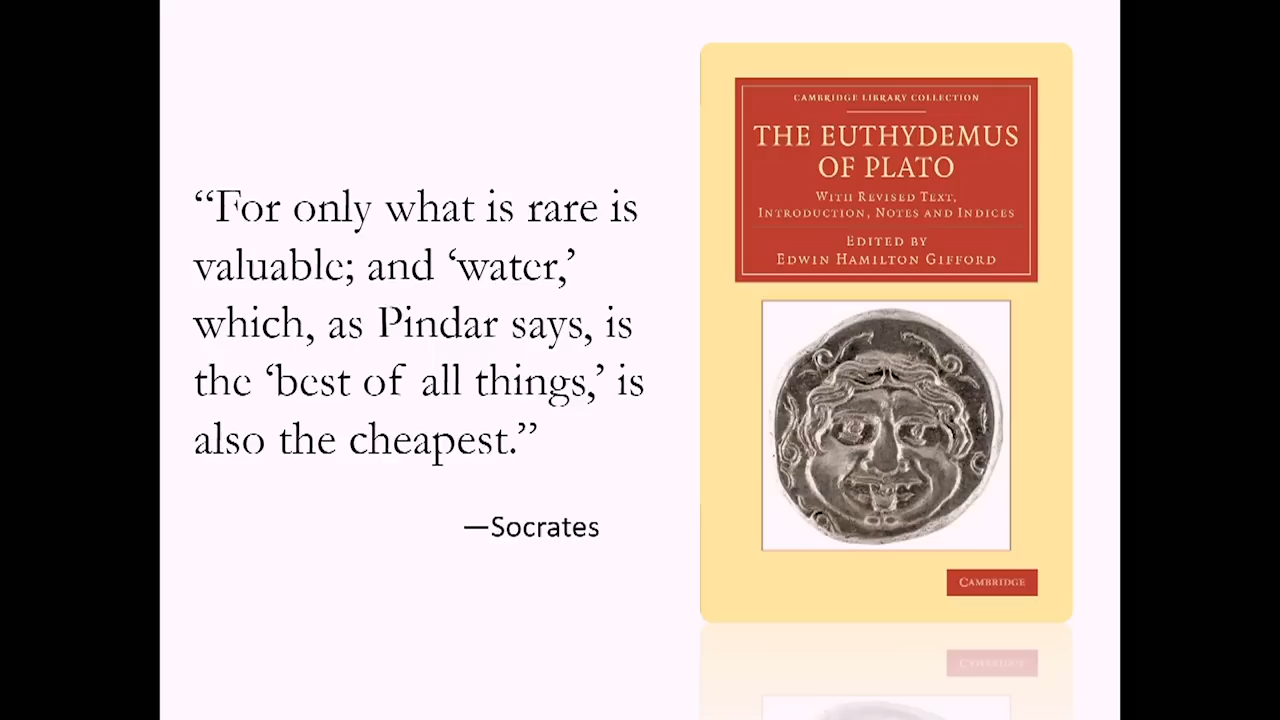 “For only what is rare is
valuable; and ‘water,’
which, as Pindar says, is
the ‘best of all things,’ is
also the cheapest.”
—Socrates
CAMBRIDGE LIBRARY COLLECTION
THE EUTHYDEMUS
OF PLATO
WITH REVISED TEXT,
INTRODUCTION, NOTES AND INDICES
EDITED BY
EDWIN HAMILTON GIFFORD
CAMBRIDGE
CAMBRIDGE